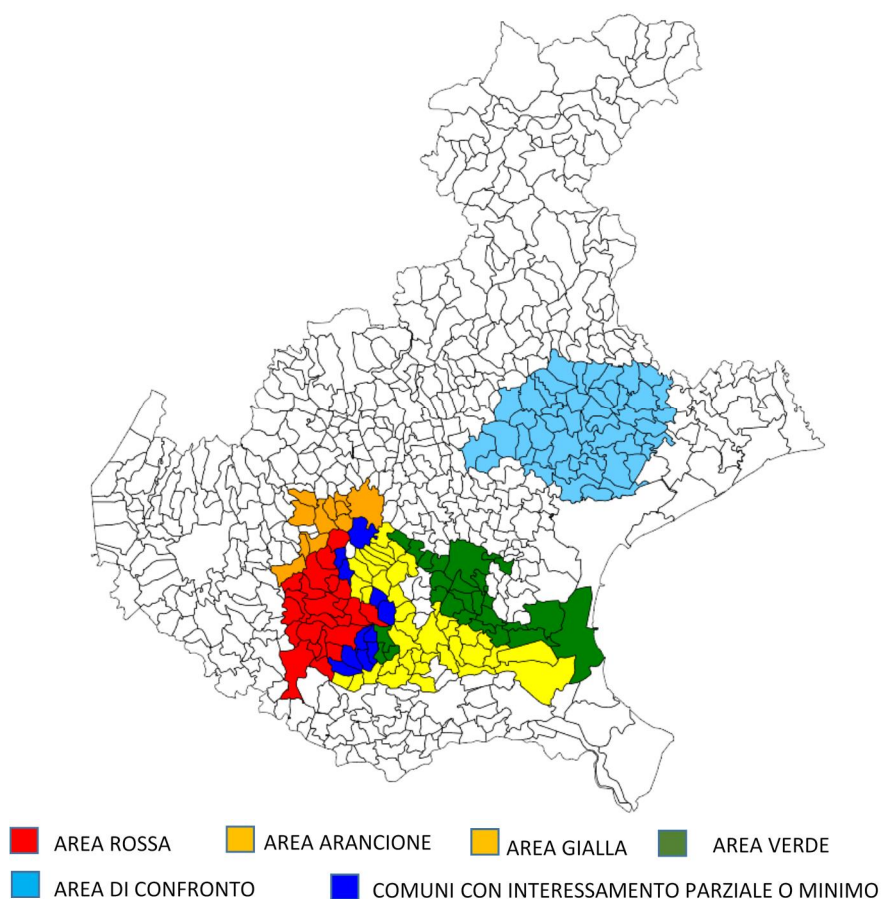 AREA ROSSA
AREA ARANCIONE
AREA GIALLA
AREA VERDE
AREA DI CONFRONTO
COMUNI CON INTERESSAMENTO PARZIALE O MINIMO